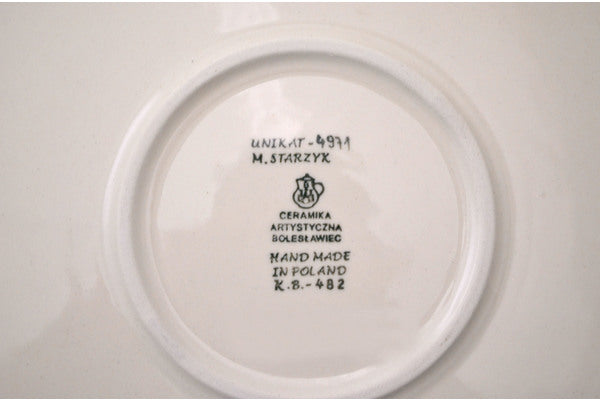 UNIKAT-4971
M. STARZYK
CERAMIKA
ARTYSTYCZNA
BOLESŁAWIEC
HAND MADE
IN POLAND
K.B.-482